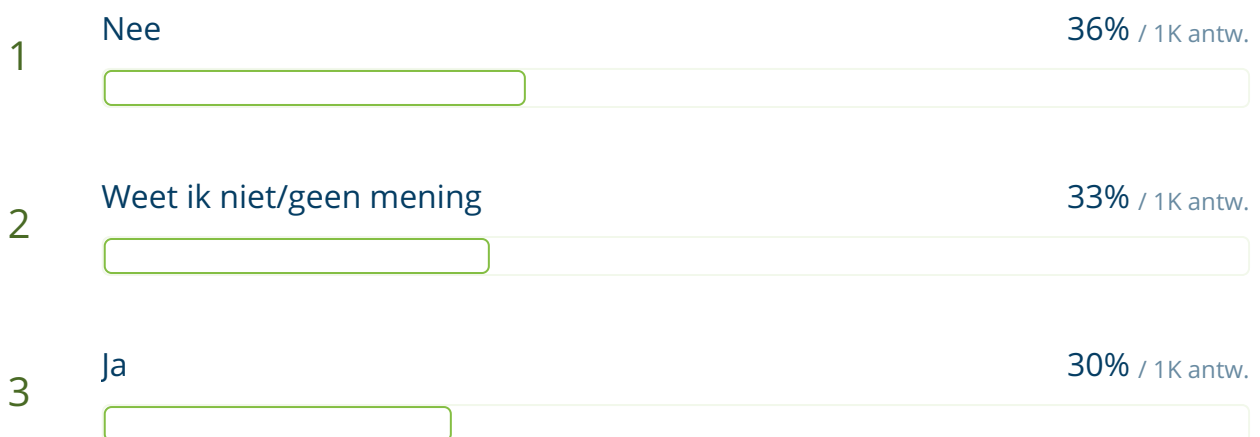 1 Nee 36% / 1K antw.
2 Weet ik niet/geen mening 33% / 1K antw.
3 Ja 30% / 1K antw.